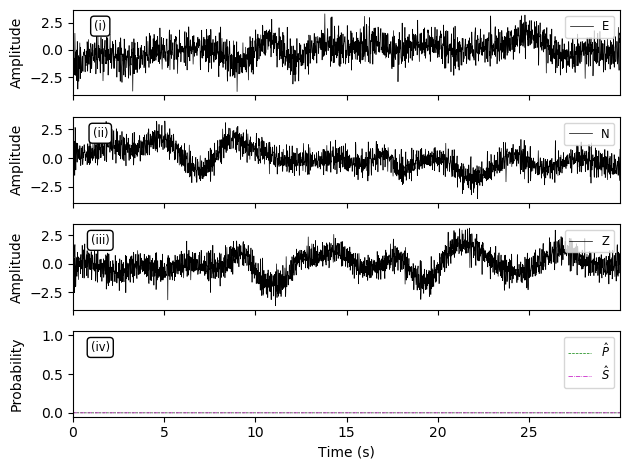 2.5
0.0
−2.5
Amplitude
(i)
E
2.5
0.0
−2.5
Amplitude
(ii)
N
2.5
0.0
−2.5
Amplitude
(iii)
Z
1.0
0.5
0.0
Probability
(iv)
P̂
Ŝ
0 5 10 15 20 25
Time (s)